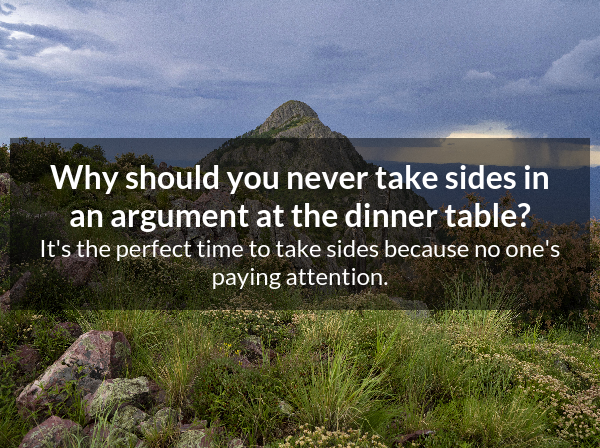 Why should you never take sides in
an argument at the dinner table?
It's the perfect time to take sides because no one's
paying attention.